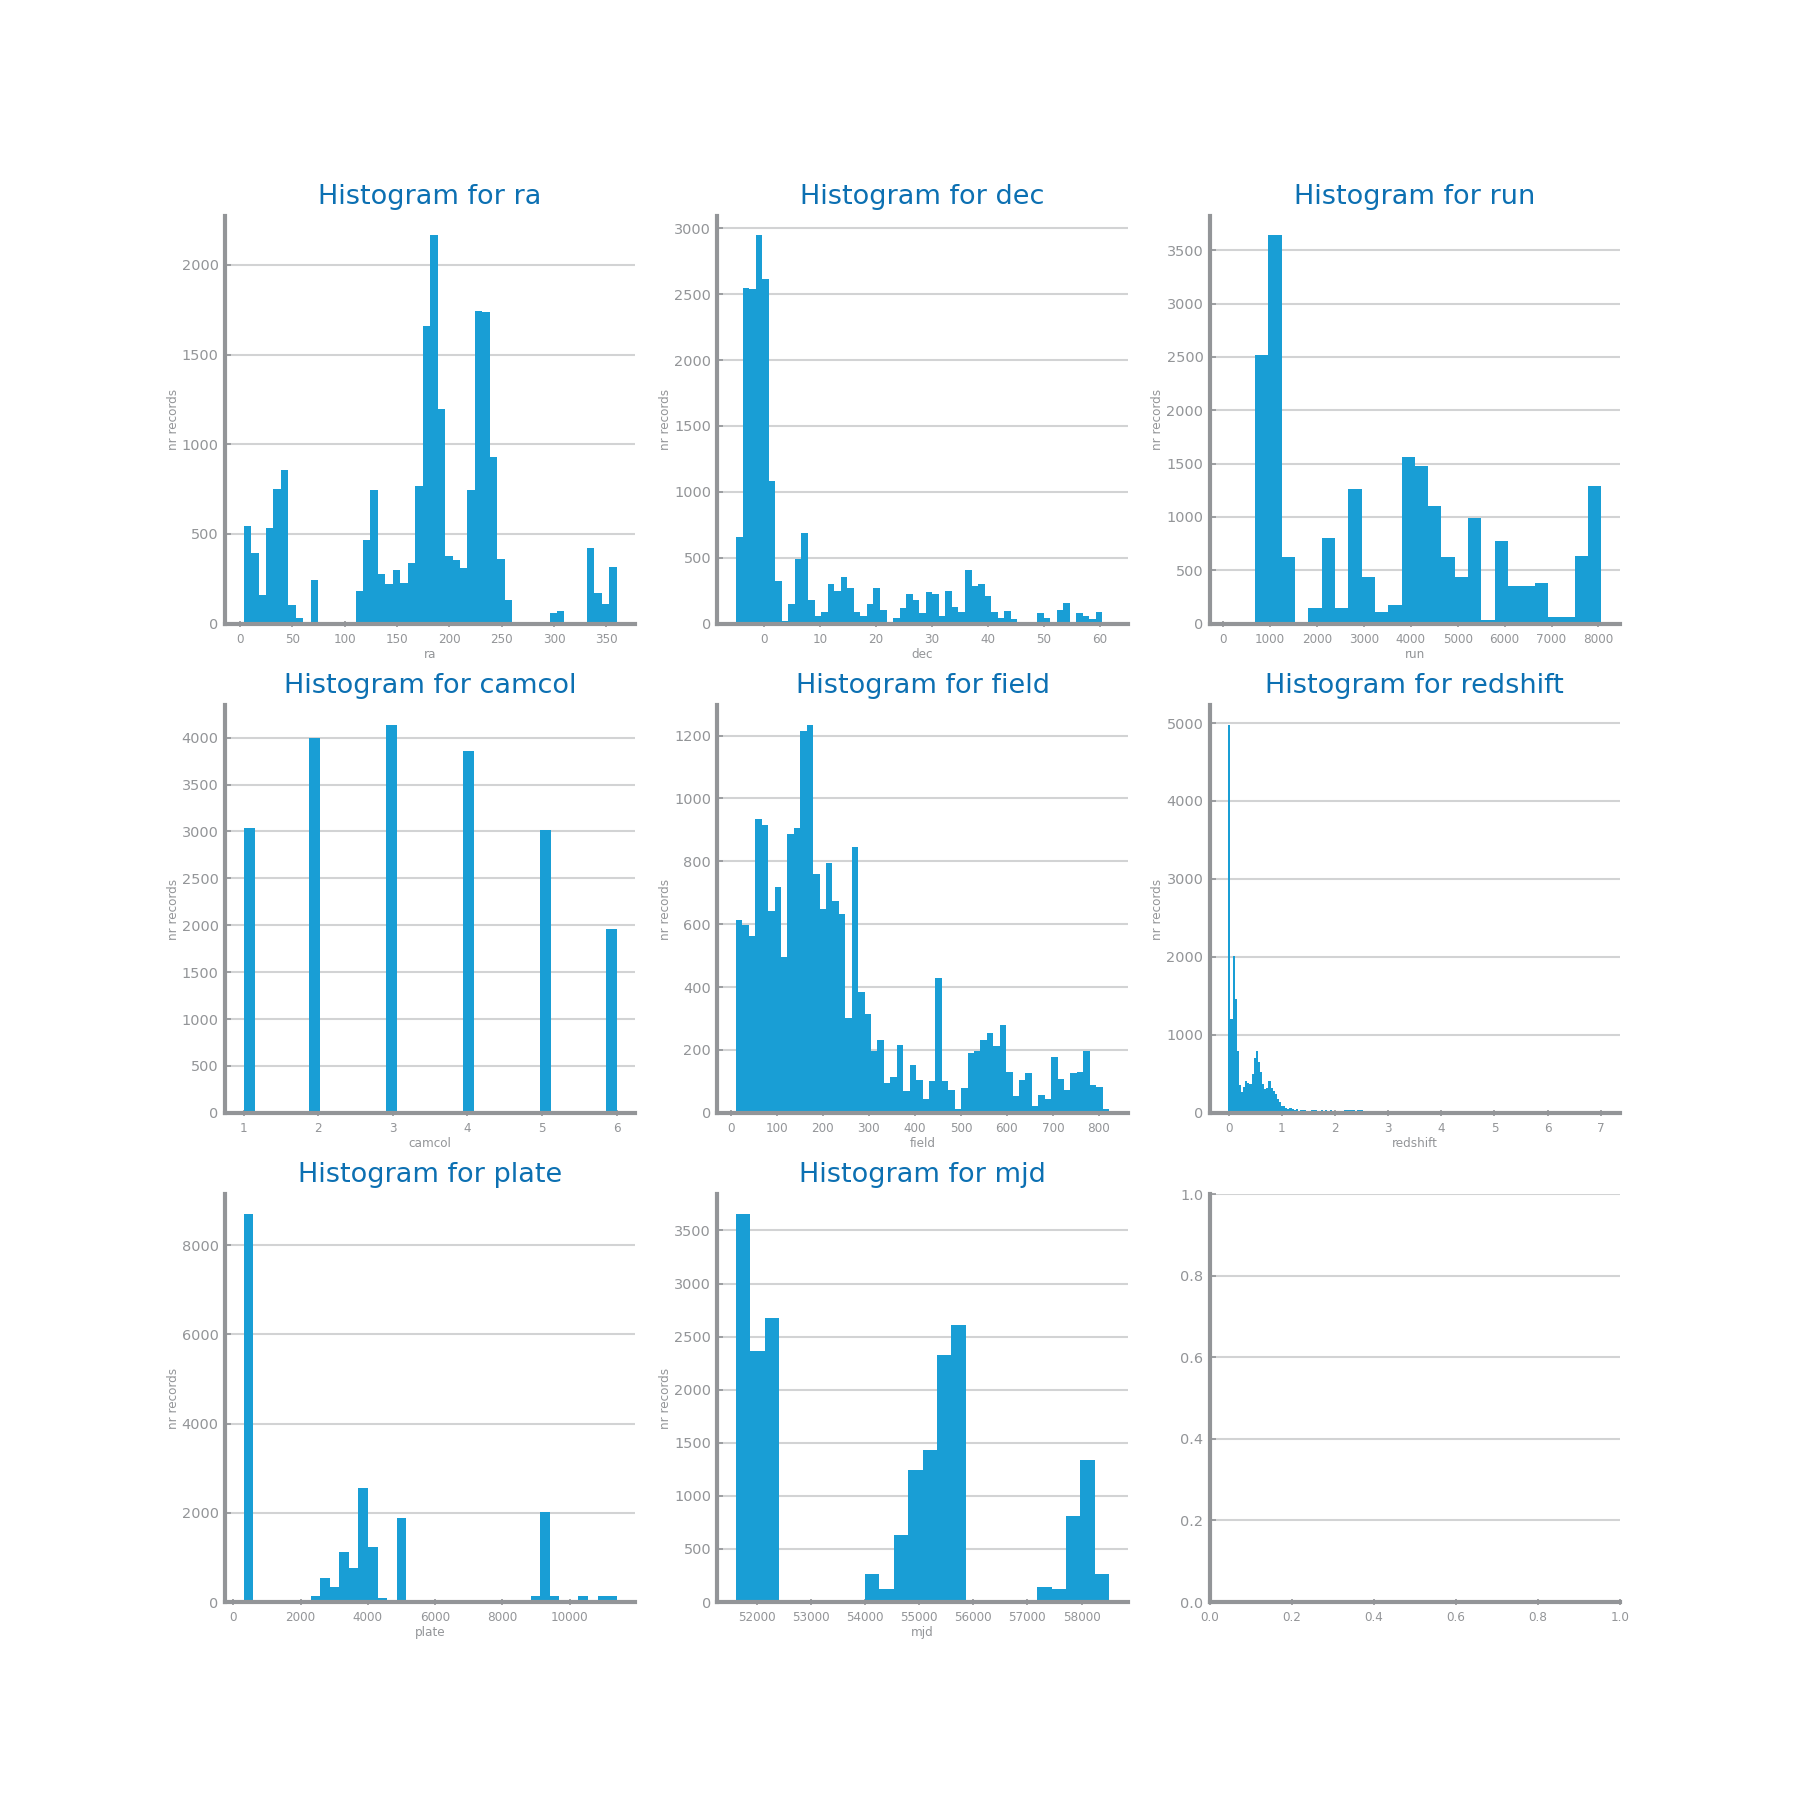 Histogram for ra
2000
1500
1000
500
0
nr records
0 50 100 150 200 250 300 350
ra
Histogram for dec
3000
2500
2000
1500
1000
500
0
nr records
0 10 20 30 40 50 60
dec
Histogram for run
3500
3000
2500
2000
1500
1000
500
0
nr records
0 1000 2000 3000 4000 5000 6000 7000 8000
run
Histogram for camcol
4000
3500
3000
2500
2000
1500
1000
500
0
nr records
1 2 3 4 5 6
camcol
Histogram for field
1200
1000
800
600
400
200
0
nr records
0 100 200 300 400 500 600 700 800
field
Histogram for redshift
5000
4000
3000
2000
1000
0
nr records
0 1 2 3 4 5 6 7
redshift
Histogram for plate
8000
6000
4000
2000
0
nr records
0 2000 4000 6000 8000 10000
plate
Histogram for mjd
3500
3000
2500
2000
1500
1000
500
0
nr records
52000 53000 54000 55000 56000 57000 58000
mjd
1.0
0.8
0.6
0.4
0.2
0.0
0.0 0.2 0.4 0.6 0.8 1.0